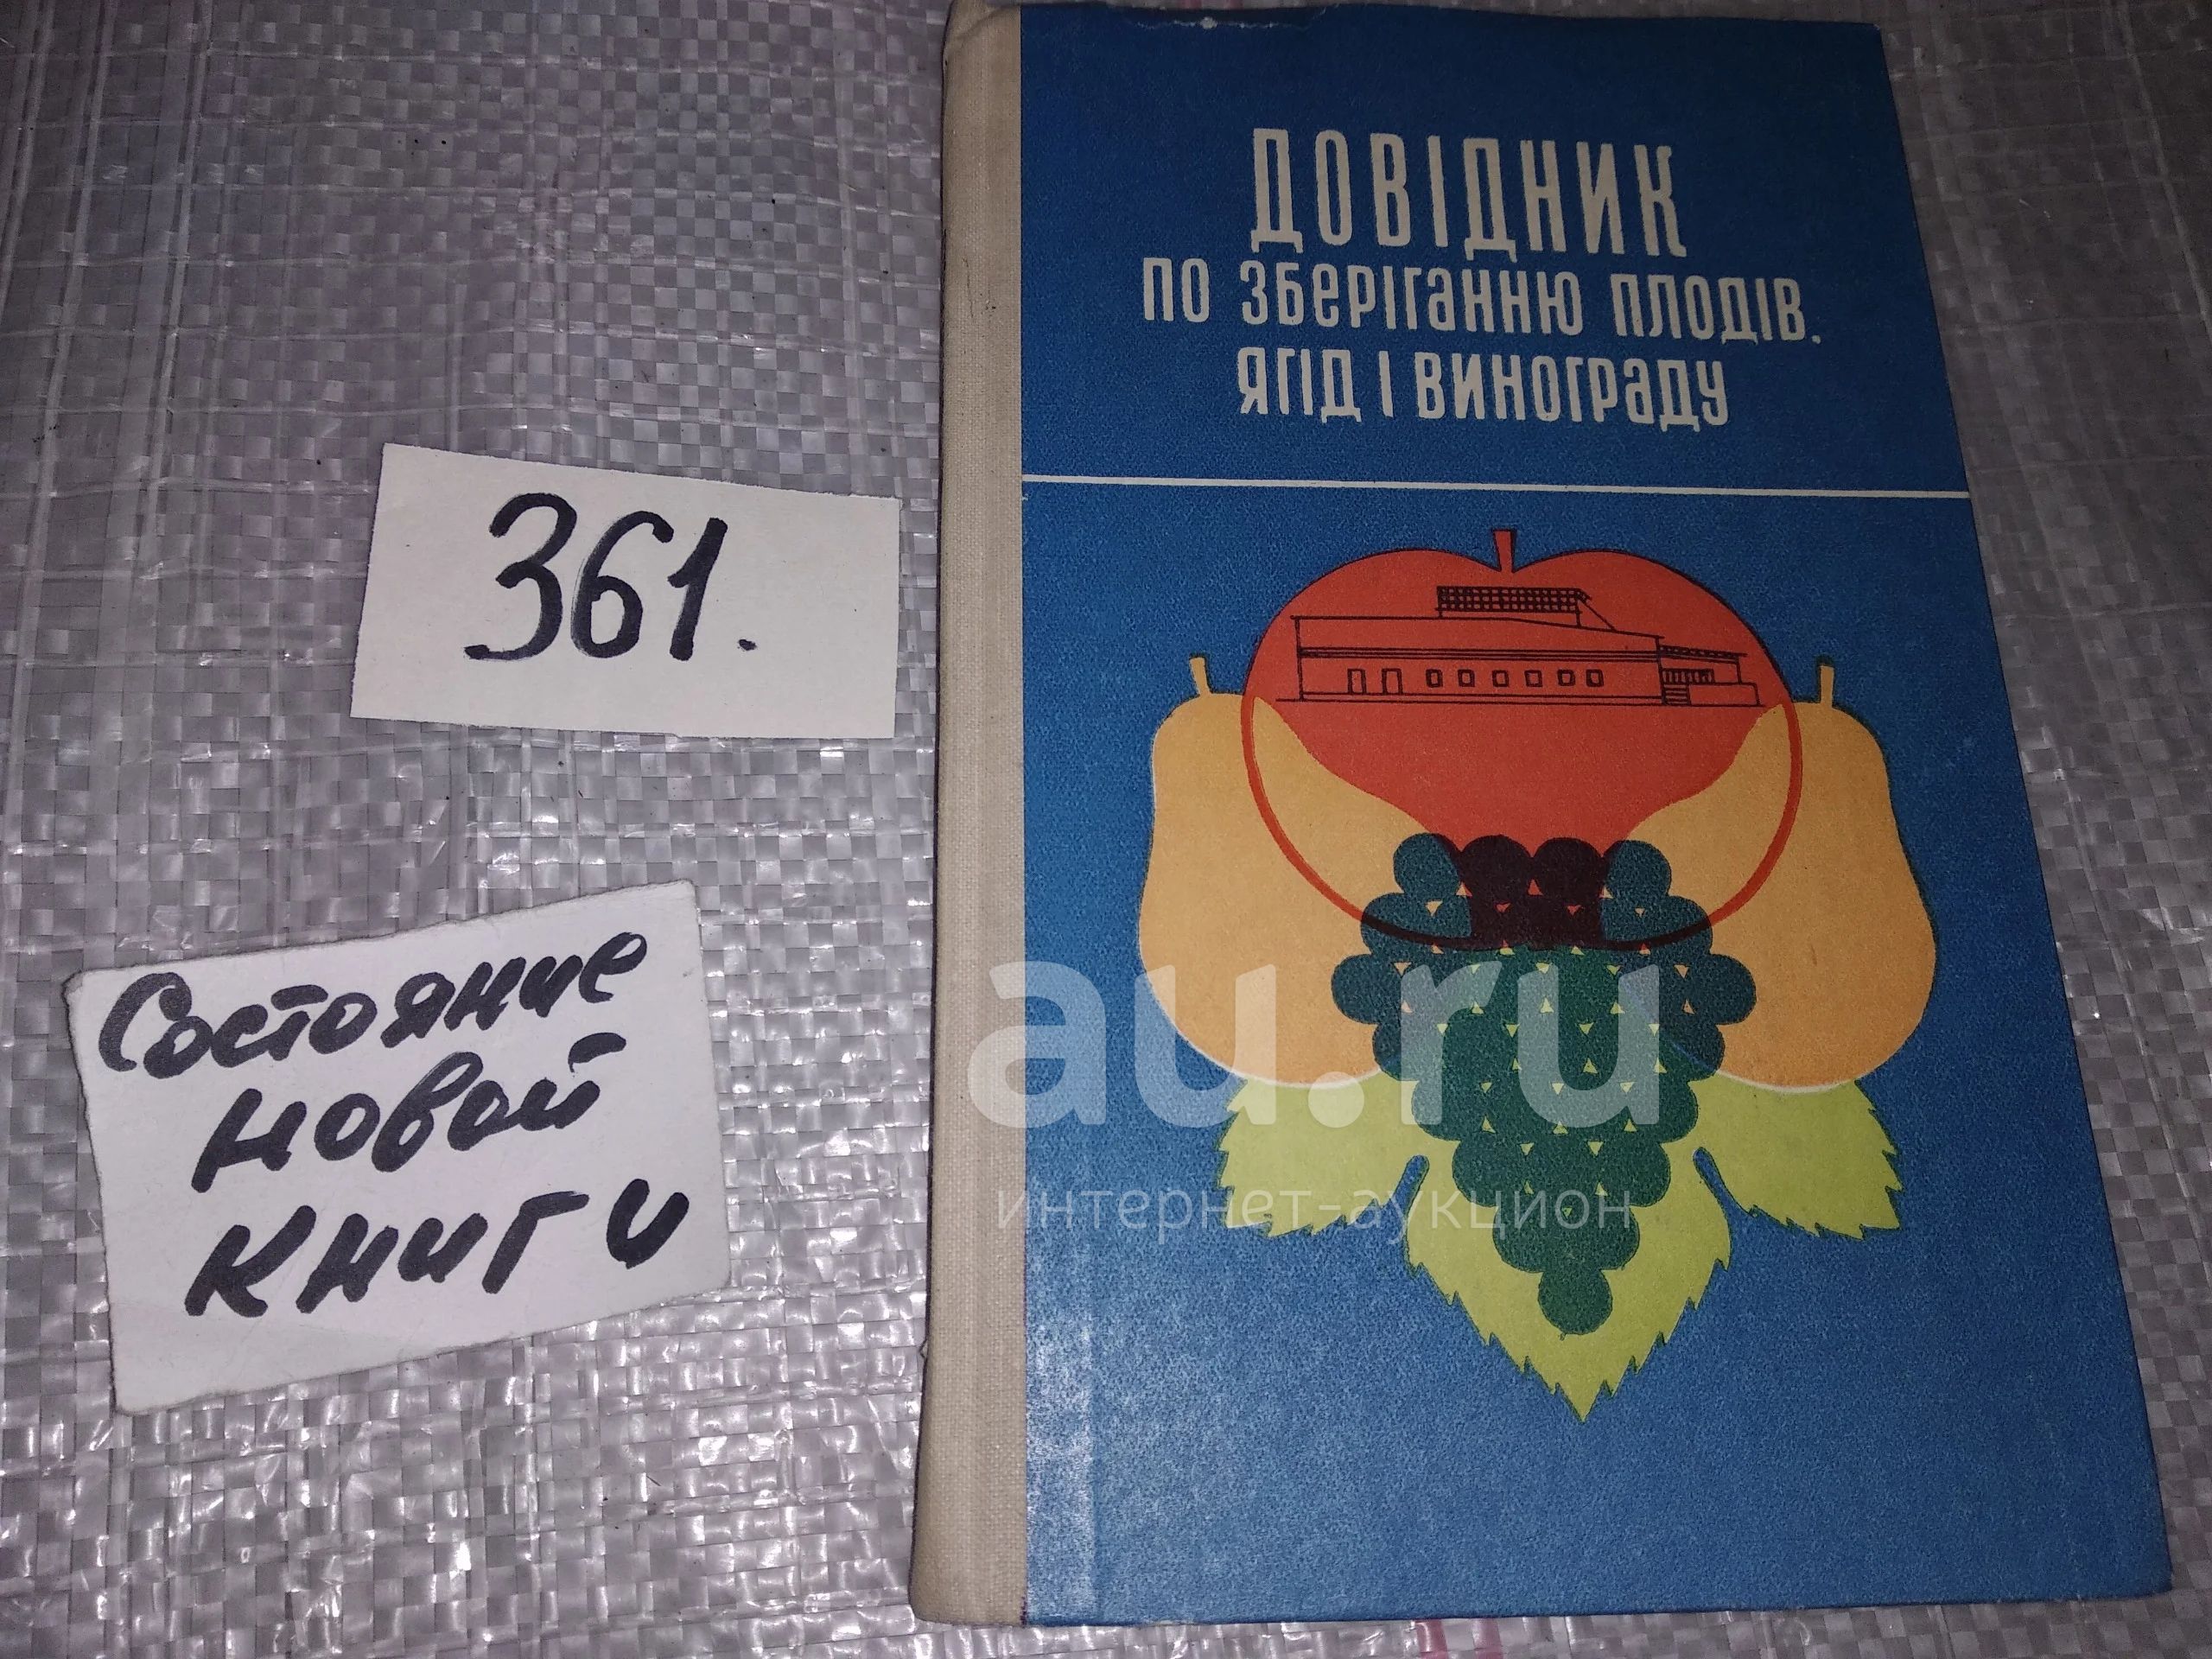 ДОВІДНИК
ПО ЗБЕРІГАННЮ ПЛОДІВ,
ЯГІД І ВИНОГРАДУ
361.
Состояние
новой
книги
au.ru
интернет-аукцион